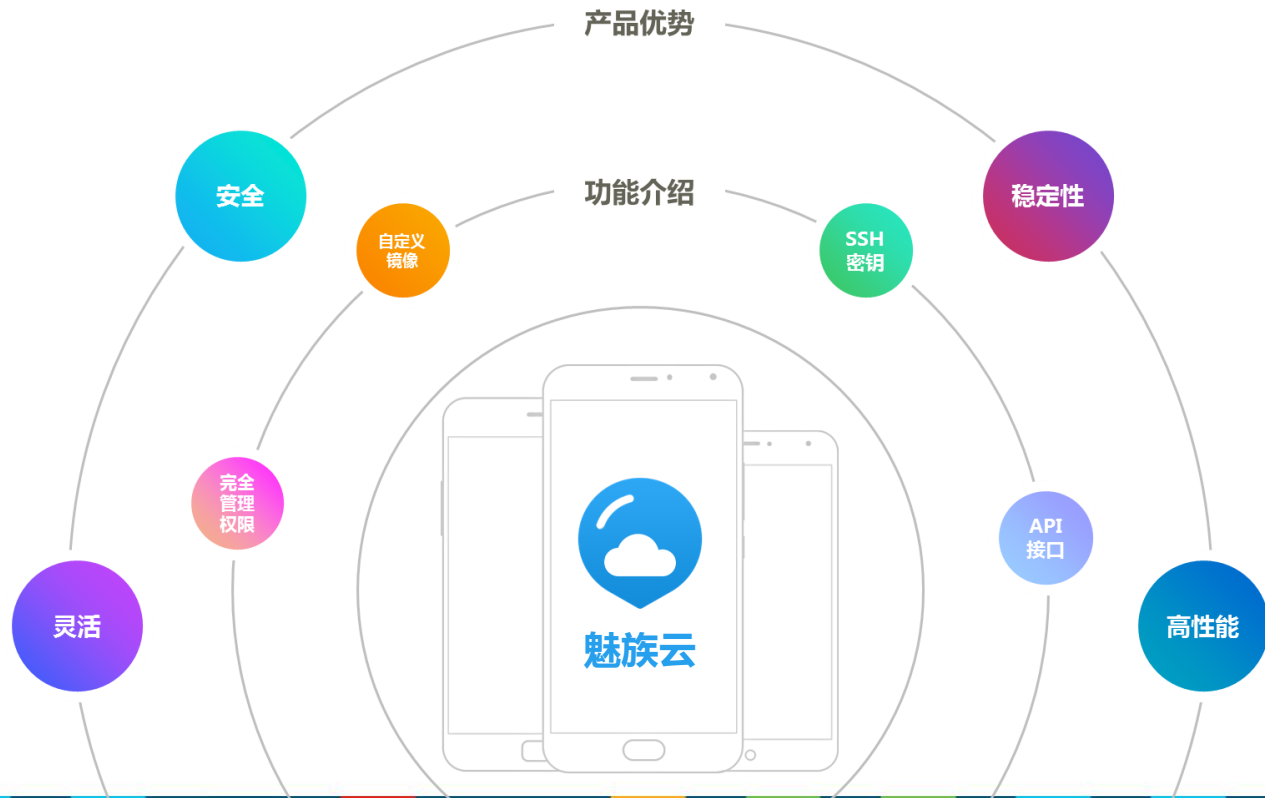 产品优势
安全
稳定性
功能介绍
自定义
镜像
SSH
密钥
完全
管理
权限
API
接口
灵活
高性能
魅族云